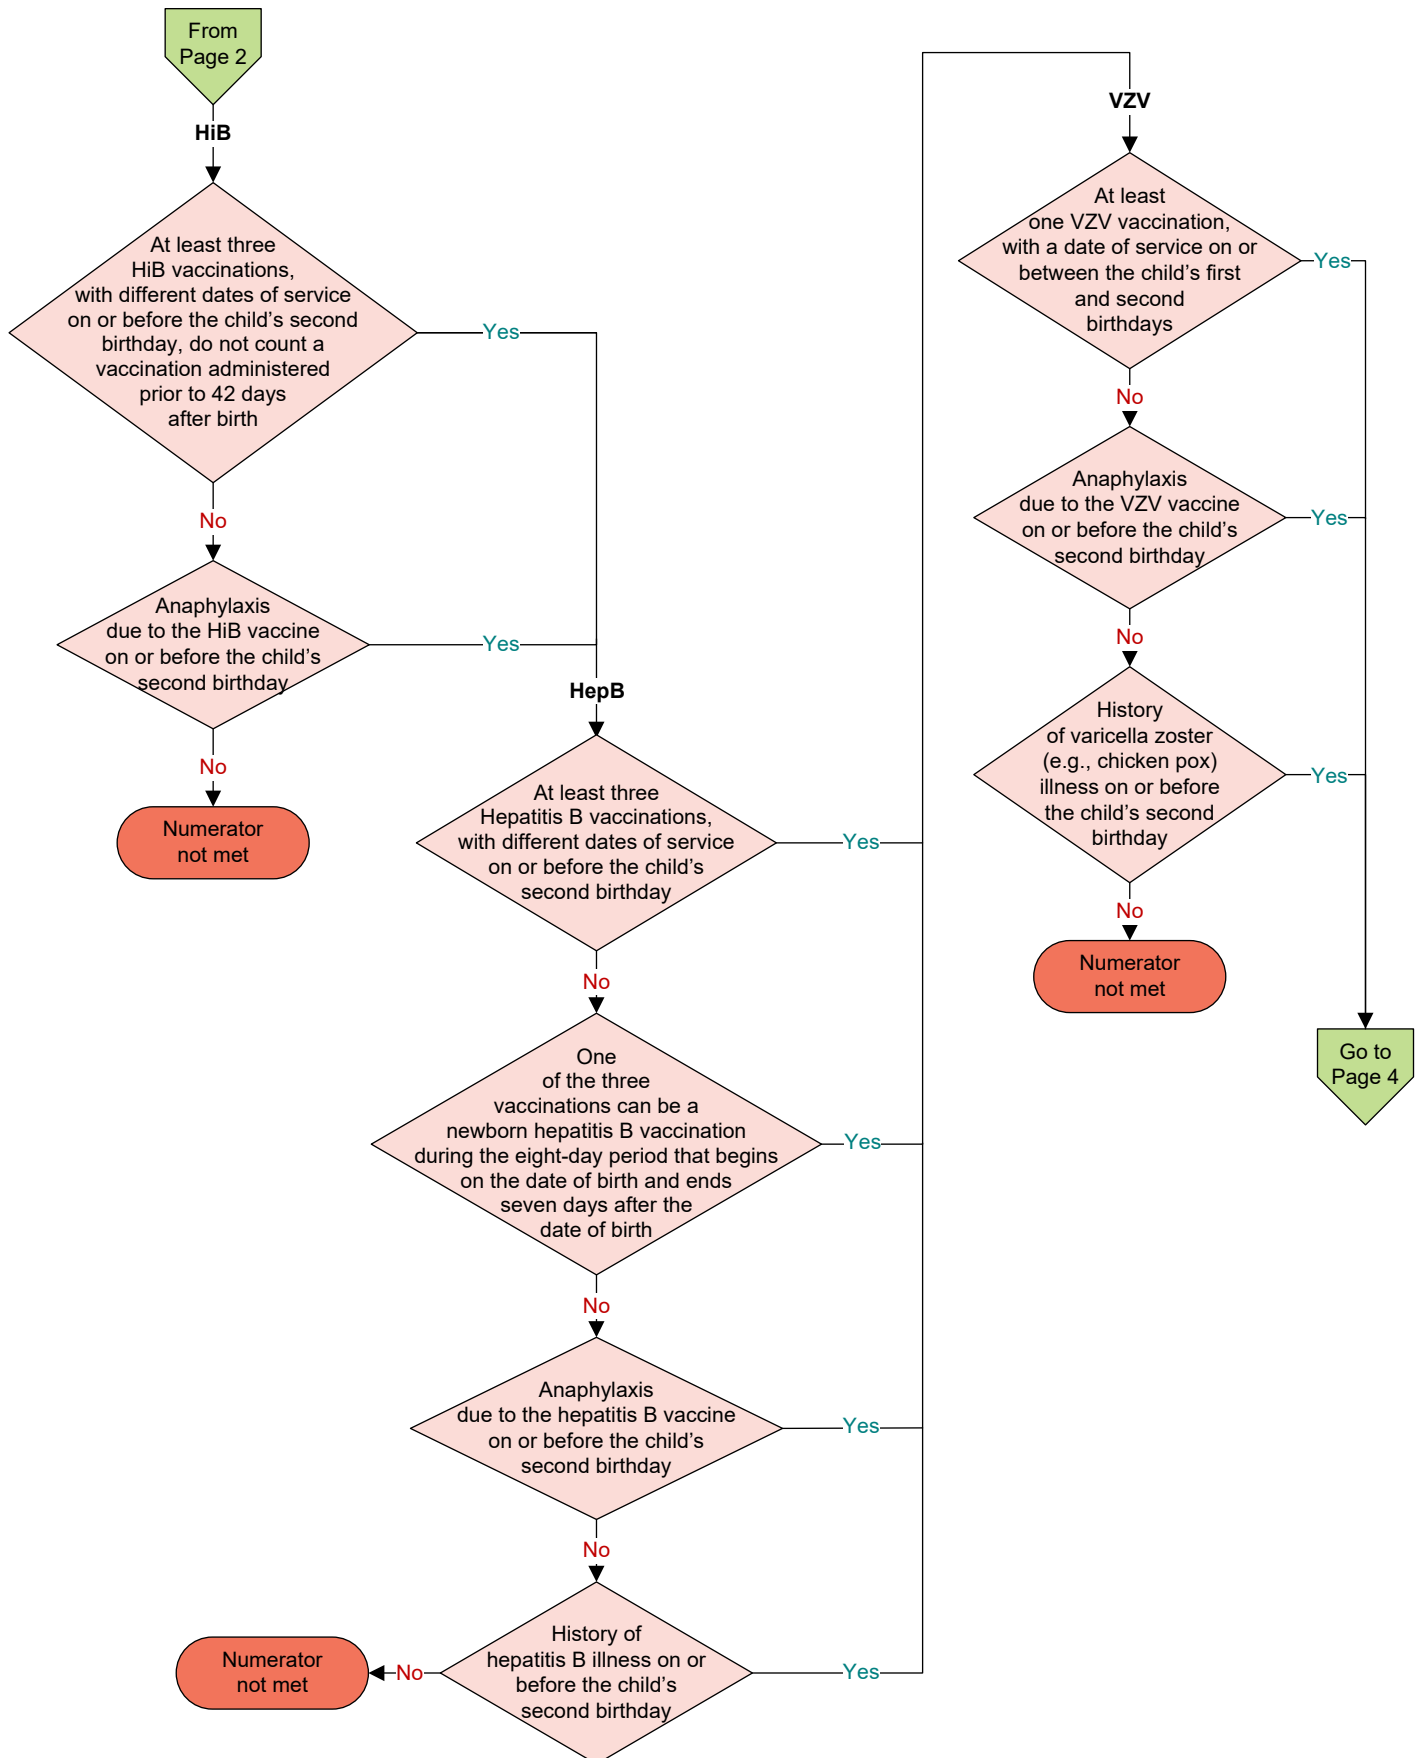 From
Page 2
HiB
At least three
HiB vaccinations,
with different dates of service
on or before the child’s second
birthday, do not count a
vaccination administered
prior to 42 days
after birth
Yes
No
Anaphylaxis
due to the HiB vaccine
on or before the child’s
second birthday
Yes
No
Numerator
not met
HepB
At least three
Hepatitis B vaccinations,
with different dates of service
on or before the child’s
second birthday
Yes
No
One
of the three
vaccinations can be a
newborn hepatitis B vaccination
during the eight-day period that begins
on the date of birth and ends
seven days after the
date of birth
Yes
No
Anaphylaxis
due to the hepatitis B vaccine
on or before the child’s
second birthday
Yes
No
History of
hepatitis B illness on or
before the child’s
second birthday
Yes
No
Numerator
not met
VZV
At least
one VZV vaccination,
with a date of service on or
between the child’s first
and second
birthdays
Yes
No
Anaphylaxis
due to the VZV vaccine
on or before the child’s
second birthday
Yes
No
History
of varicella zoster
(e.g., chicken pox)
illness on or before
the child’s second
birthday
Yes
No
Numerator
not met
Go to
Page 4